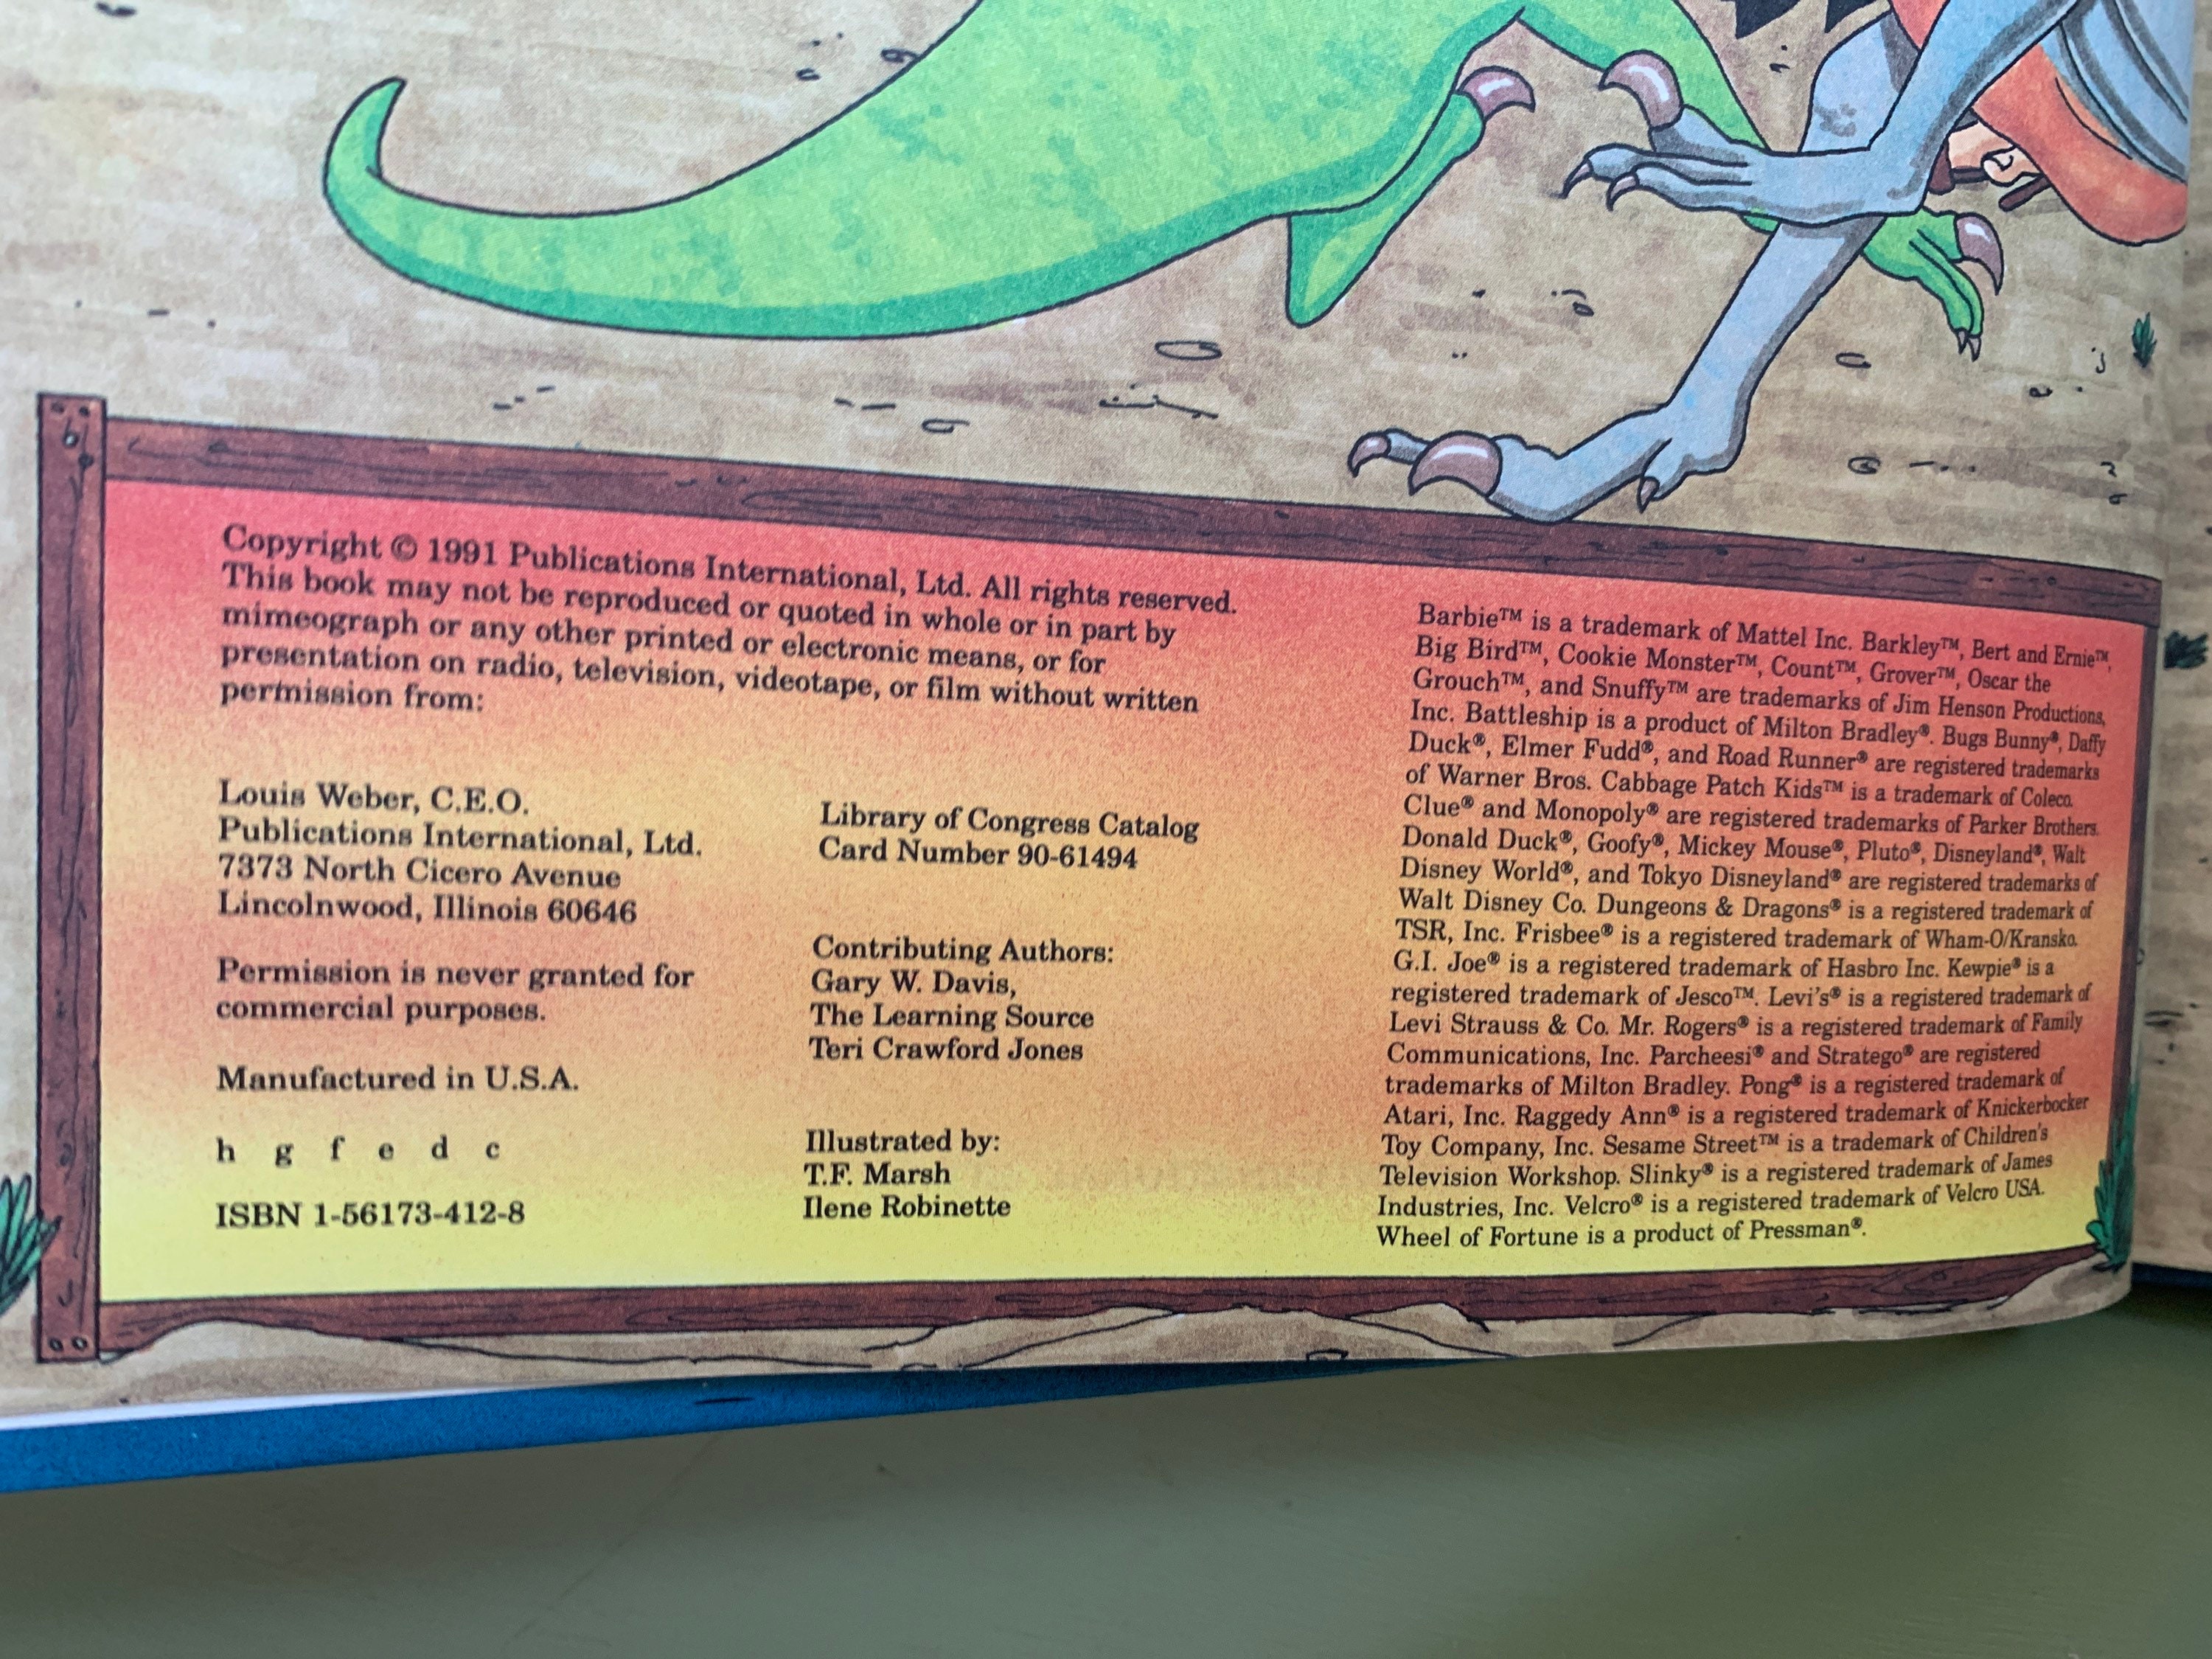 Copyright © 1991 Publications International, Ltd. All rights reserved.
This book may not be reproduced or quoted in whole or in part by
mimeograph or any other printed or electronic means, or for
presentation on radio, television, videotape, or film without written
permission from:
Louis Weber, C.E.O.
Publications International, Ltd.
7373 North Cicero Avenue
Lincolnwood, Illinois 60646
Permission is never granted for
commercial purposes.
Manufactured in U.S.A.
h g f e d c
ISBN 1-56173-412-8
Library of Congress Catalog
Card Number 90-61494
Contributing Authors:
Gary W. Davis,
The Learning Source
Teri Crawford Jones
Illustrated by:
T.F. Marsh
Ilene Robinette
Barbie™ is a trademark of Mattel Inc. Barkley™, Bert and Ernie™,
Big Bird™, Cookie Monster™, Count™, Grover™, Oscar the
Grouch™, and Snuffy™ are trademarks of Jim Henson Productions,
Inc. Battleship is a product of Milton Bradley®. Bugs Bunny®, Daffy
Duck®, Elmer Fudd®, and Road Runner® are registered trademarks
of Warner Bros. Cabbage Patch Kids™ is a trademark of Coleco.
Clue® and Monopoly® are registered trademarks of Parker Brothers.
Donald Duck®, Goofy®, Mickey Mouse®, Pluto®, Disneyland®, Walt
Disney World®, and Tokyo Disneyland® are registered trademarks of
Walt Disney Co. Dungeons & Dragons® is a registered trademark of
TSR, Inc. Frisbee® is a registered trademark of Wham-O/Kransko.
G.I. Joe® is a registered trademark of Hasbro Inc. Kewpie® is a
registered trademark of Jesco™. Levi's® is a registered trademark of
Levi Strauss & Co. Mr. Rogers® is a registered trademark of Family
Communications, Inc. Parcheesi® and Stratego® are registered
trademarks of Milton Bradley. Pong® is a registered trademark of
Atari, Inc. Raggedy Ann® is a registered trademark of Knickerbocker
Toy Company, Inc. Sesame Street™ is a trademark of Children's
Television Workshop. Slinky® is a registered trademark of James
Industries, Inc. Velcro® is a registered trademark of Velcro USA.
Wheel of Fortune is a product of Pressman®.